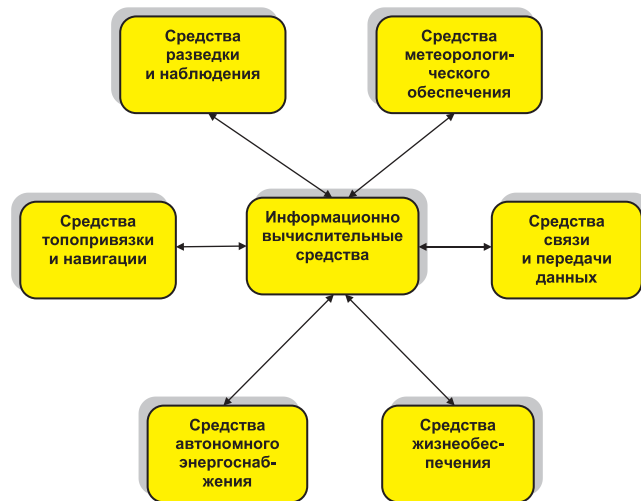 Средства
разведки
и наблюдения
Средства
метеорологи-
ческого
обеспечения
Средства
топопривязки
и навигации
Информационно
вычислительные
средства
Средства
связи
и передачи
данных
Средства
автономного
энергоснаб-
жения
Средства
жизнеобес-
печения